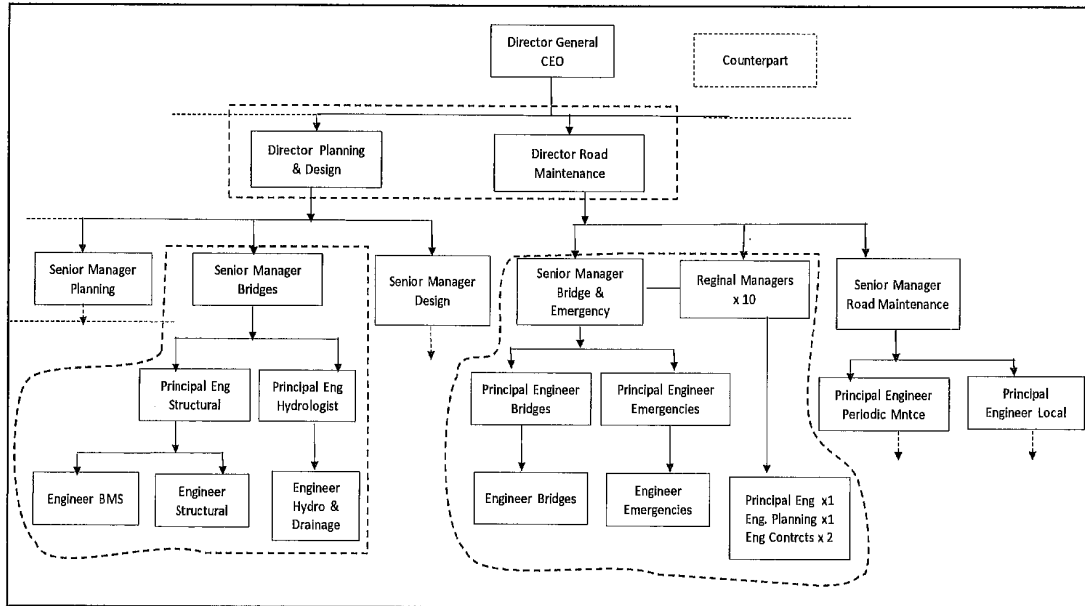 Director General
CEO
Counterpart
Director Planning
& Design
Director Road
Maintenance
Senior Manager
Planning
Senior Manager
Bridges
Senior Manager
Design
Senior Manager
Bridge &
Emergency
Reginal Managers
x 10
Senior Manager
Road Maintenance
Principal Eng
Structural
Principal Eng
Hydrologist
Principal Engineer
Bridges
Principal Engineer
Emergencies
Principal Engineer
Periodic Mntce
Principal
Engineer Local
Engineer BMS
Engineer
Structural
Engineer
Hydro &
Drainage
Engineer Bridges
Engineer
Emergencies
Principal Eng x1
Eng. Planning x1
Eng Contrcts x 2